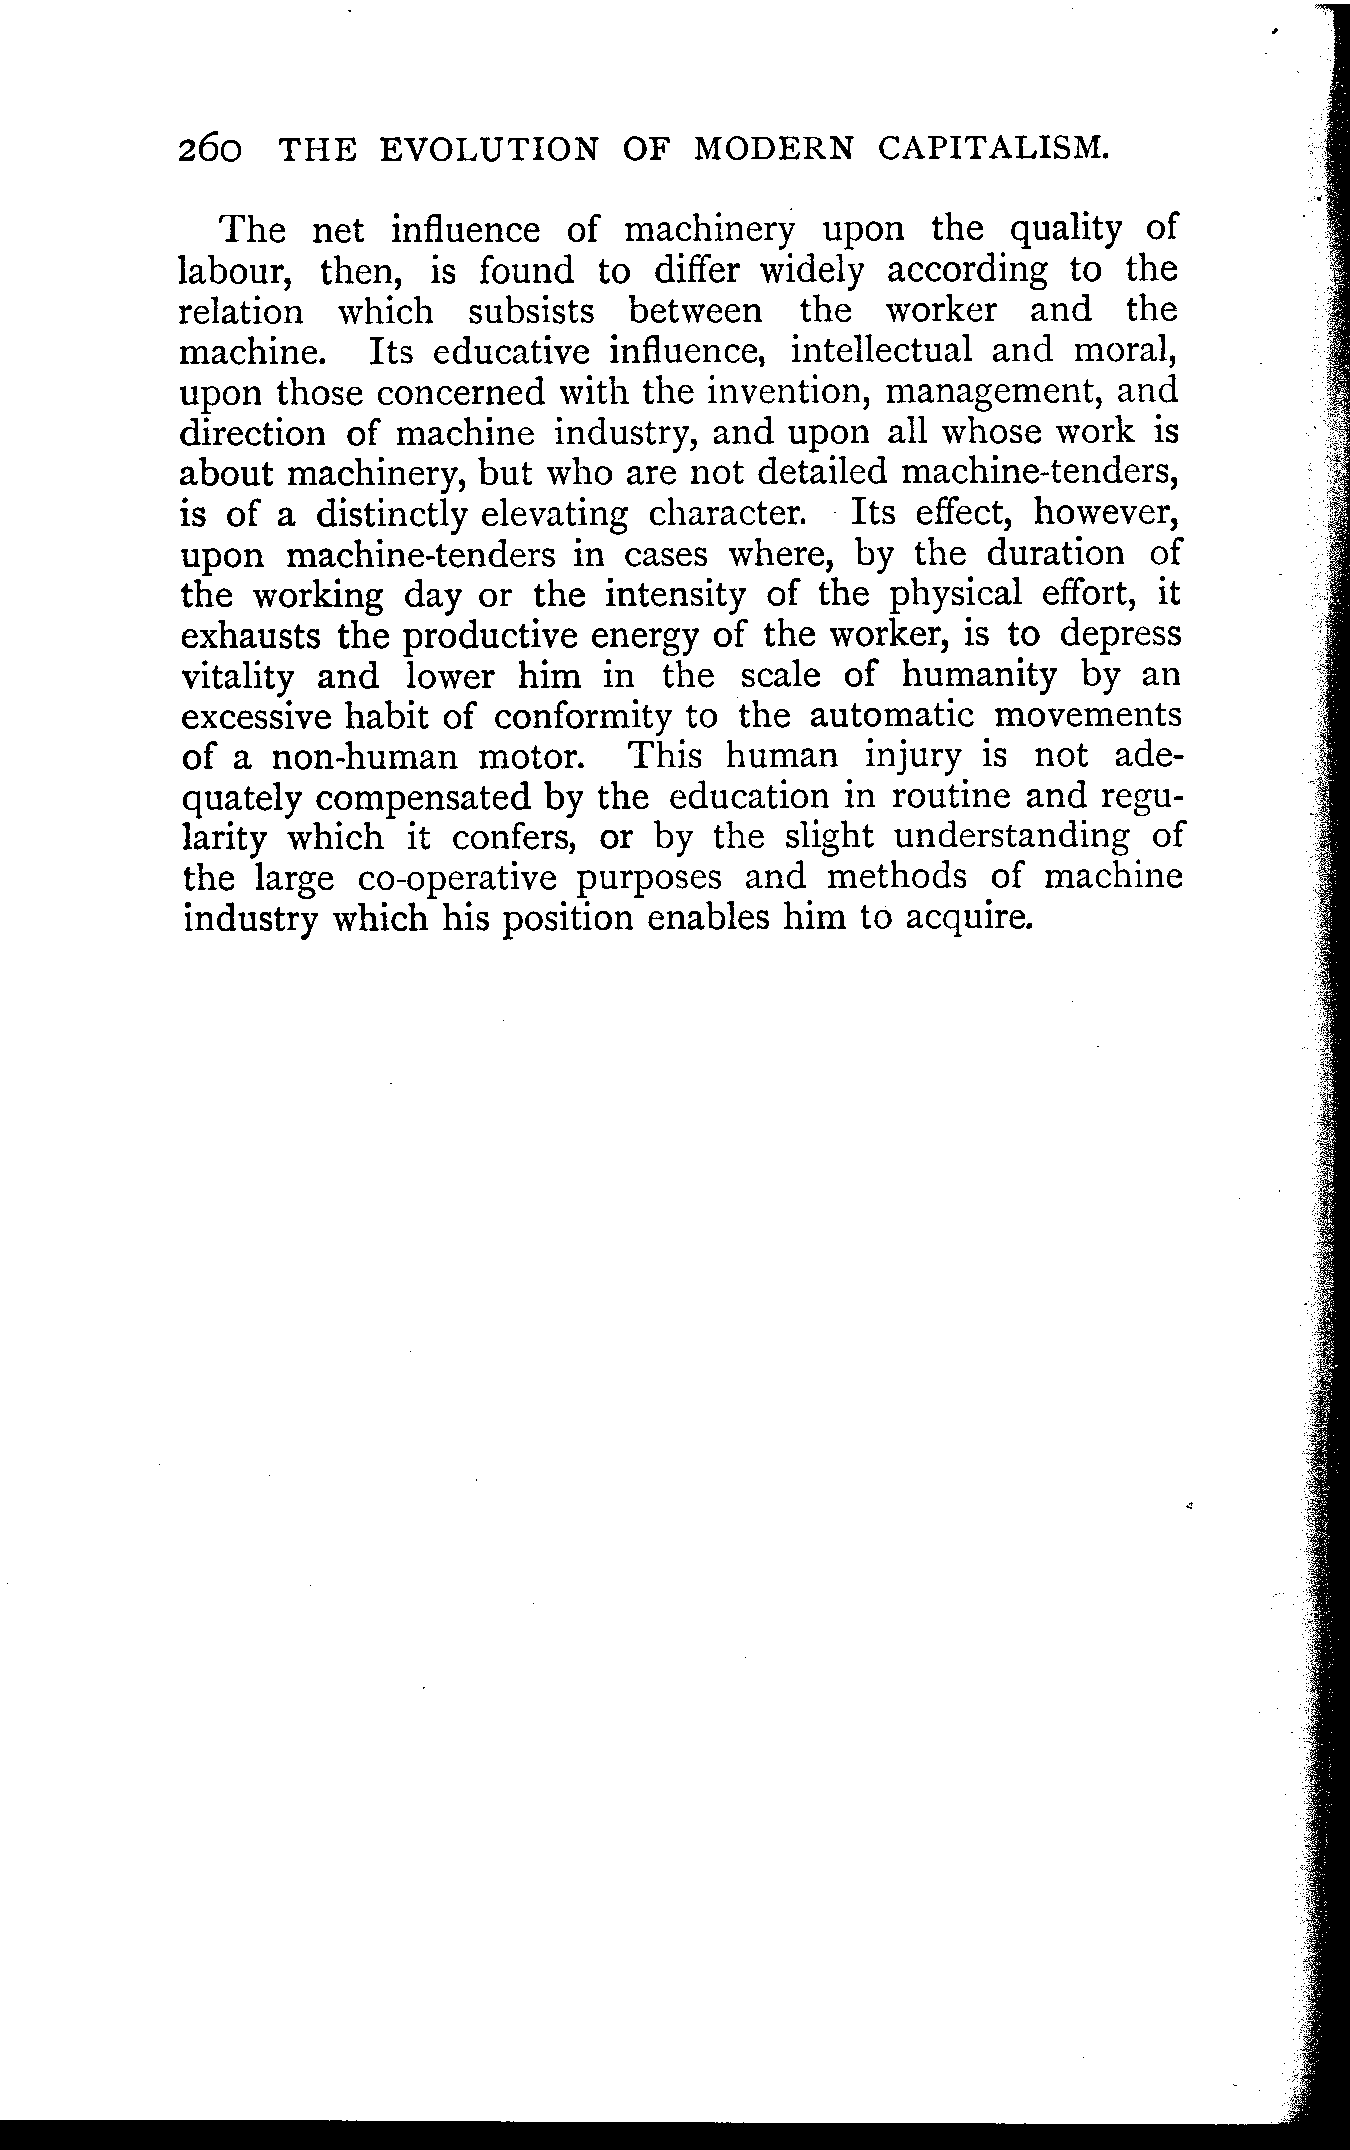 260 THE EVOLUTION OF MODERN CAPITALISM.
The net influence of machinery upon the quality of
labour, then, is found to differ widely according to the
relation which subsists between the worker and the
machine. Its educative influence, intellectual and moral,
upon those concerned with the invention, management, and
direction of machine industry, and upon all whose work is
about machinery, but who are not detailed machine-tenders,
is of a distinctly elevating character. Its effect, however,
upon machine-tenders in cases where, by the duration of
the working day or the intensity of the physical effort, it
exhausts the productive energy of the worker, is to depress
vitality and lower him in the scale of humanity by an
excessive habit of conformity to the automatic movements
of a non-human motor. This human injury is not ade-
quately compensated by the education in routine and regu-
larity which it confers, or by the slight understanding of
the large co-operative purposes and methods of machine
industry which his position enables him to acquire.